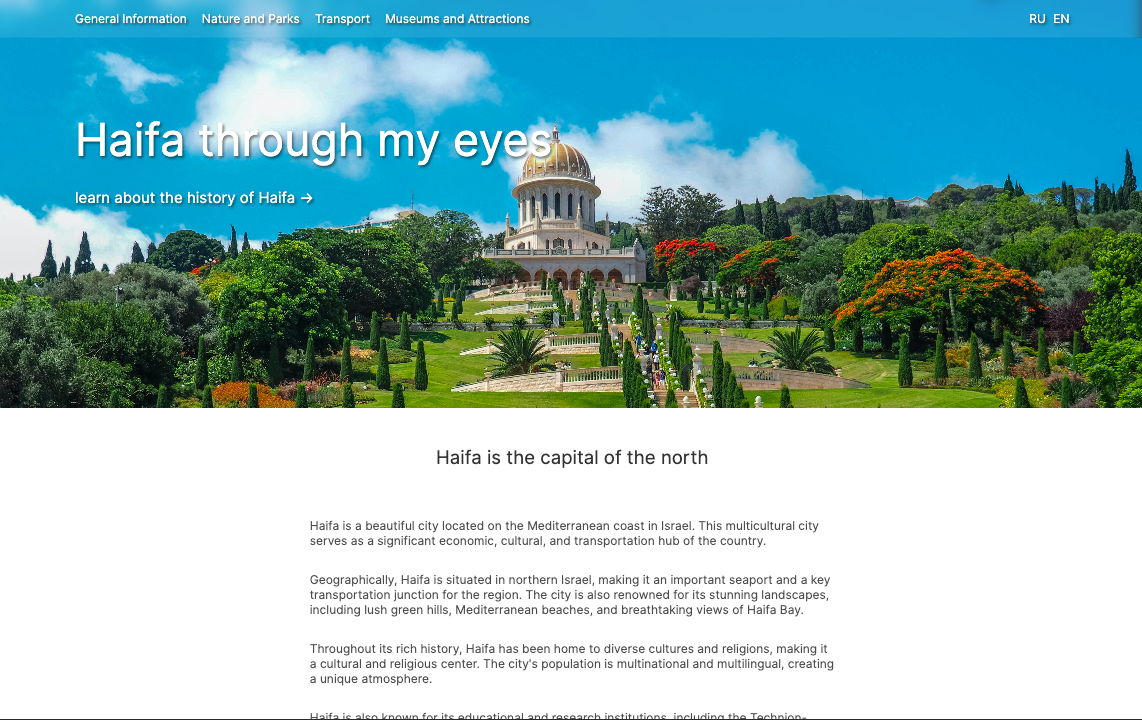 General Information Nature and Parks Transport Museums and Attractions RU EN
Haifa through my eyes
learn about the history of Haifa →
Haifa is the capital of the north
Haifa is a beautiful city located on the Mediterranean coast in Israel. This multicultural city
serves as a significant economic, cultural, and transportation hub of the country.
Geographically, Haifa is situated in northern Israel, making it an important seaport and a key
transportation junction for the region. The city is also renowned for its stunning landscapes,
including lush green hills, Mediterranean beaches, and breathtaking views of Haifa Bay.
Throughout its rich history, Haifa has been home to diverse cultures and religions, making it
a cultural and religious center. The city's population is multinational and multilingual, creating
a unique atmosphere.
Haifa is also known for its educational and research institutions, including the Technion-